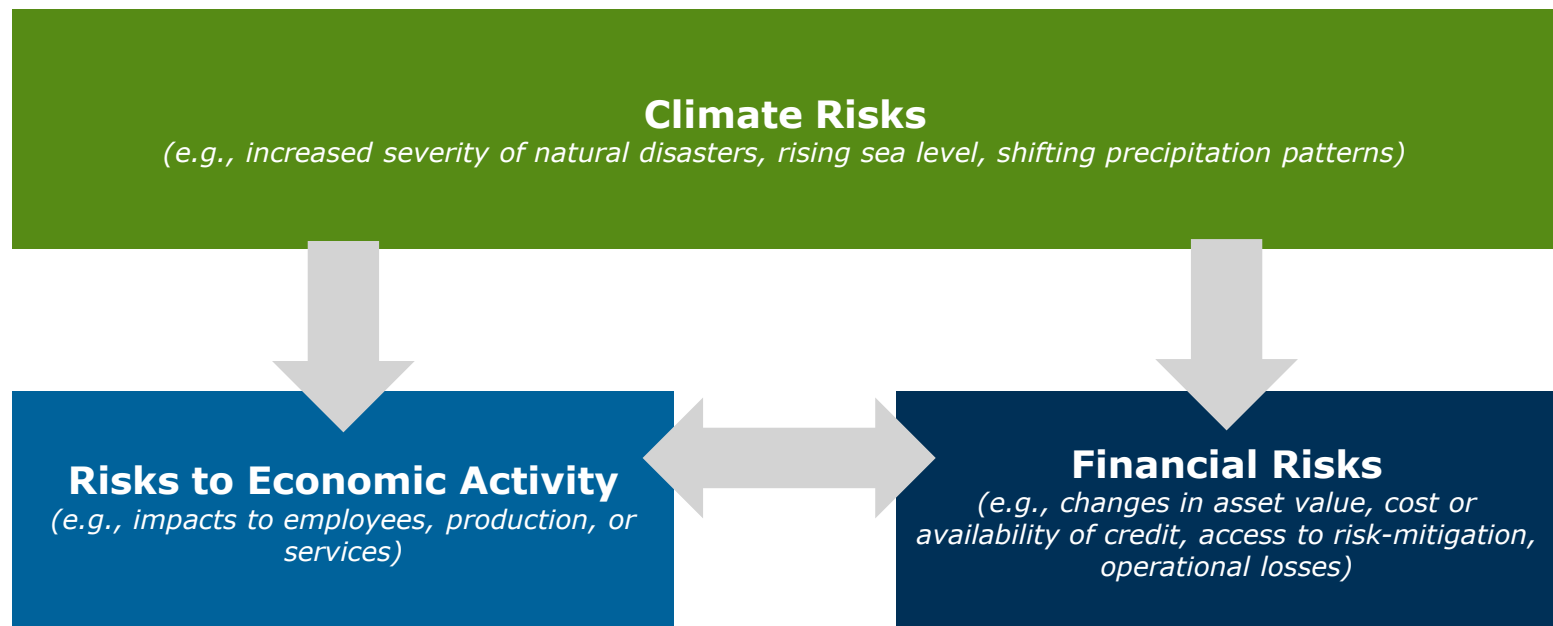 Climate Risks
(e.g., increased severity of natural disasters, rising sea level, shifting precipitation patterns)
Risks to Economic Activity
(e.g., impacts to employees, production, or
services)
Financial Risks
(e.g., changes in asset value, cost or
availability of credit, access to risk-mitigation,
operational losses)